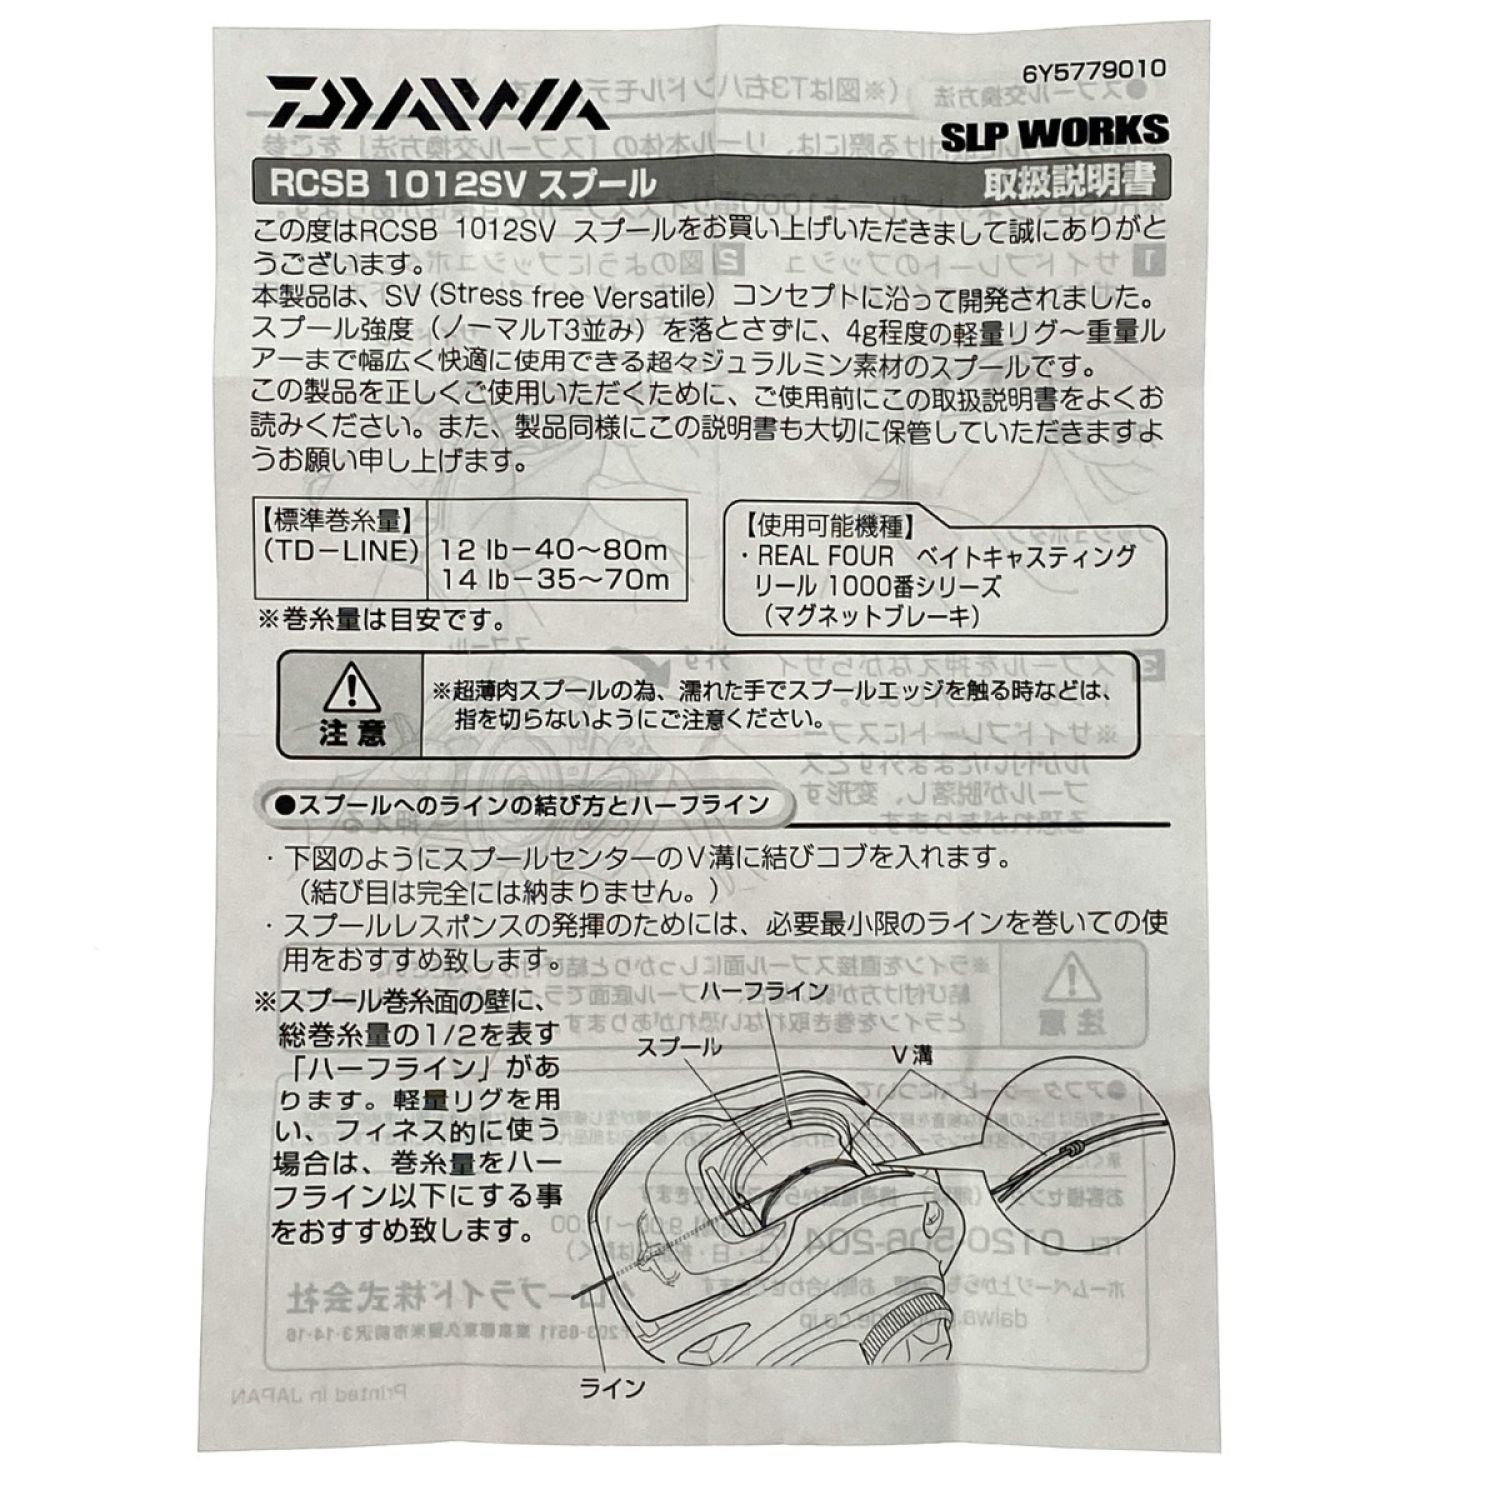 DAIWA
6Y5779010
SLP WORKS
RCSB 1012SV スプール 取扱説明書
この度はRCSB 1012SV スプールをお買い上げいただきまして誠にありがと
うございます。
本製品は、SV（Stress free Versatile）コンセプトに沿って開発されました。
スプール強度（ノーマルT3並み）を落とさずに、4g程度の軽量リグ～重量ル
アーまで幅広く快適に使用できる超々ジュラルミン素材のスプールです。
この製品を正しくご使用いただくために、ご使用前にこの取扱説明書をよくお
読みください。また、製品同様にこの説明書も大切に保管していただきますよ
うお願い申し上げます。
【標準巻糸量】
(TD－LINE) 12 lb－40～80m
14 lb－35～70m
※巻糸量は目安です。
【使用可能機種】
・REAL FOUR ベイトキャスティング
リール 1000番シリーズ
（マグネットブレーキ）
注意
※超薄肉スプールの為、濡れた手でスプールエッジを触る時などは、
指を切らないようにご注意ください。
●スプールへのラインの結び方とハーフライン
・下図のようにスプールセンターのV溝に結びコブを入れます。
（結び目は完全には納まりません。）
・スプールレスポンスの発揮のためには、必要最小限のラインを巻いての使
用をおすすめ致します。
※スプール巻糸面の壁に、
総巻糸量の1/2を表す
「ハーフライン」があ
ります。軽量リグを用
い、フィネス的に使う
場合は、巻糸量をハー
フライン以下にする事
をおすすめ致します。
ハーフライン
スプール
V溝
ライン